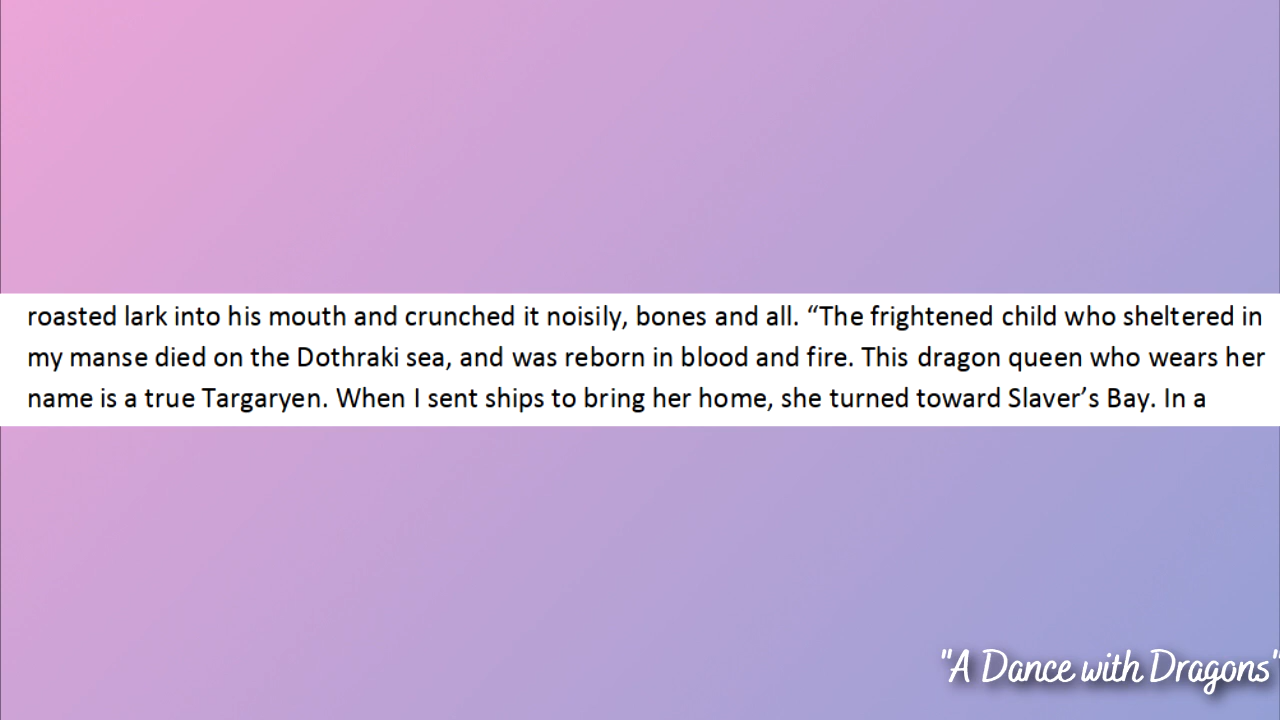 roasted lark into his mouth and crunched it noisily, bones and all. “The frightened child who sheltered in
my manse died on the Dothraki sea, and was reborn in blood and fire. This dragon queen who wears her
name is a true Targaryen. When I sent ships to bring her home, she turned toward Slaver’s Bay. In a
"A Dance with Dragons"